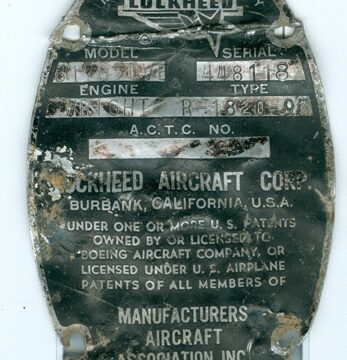 LOCKHEED
MODEL SERIAL
448118
ENGINE TYPE
WRIGHT R-1820-97
A.C.T.C. NO.
LOCKHEED AIRCRAFT CORP
BURBANK, CALIFORNIA, U.S.A.
UNDER ONE OR MORE U.S. PATENTS
OWNED BY OR LICENSED TO
BOEING AIRCRAFT COMPANY, OR
LICENSED UNDER U.S. AIRPLANE
PATENTS OF ALL MEMBERS OF
MANUFACTURERS
AIRCRAFT
ASSOCIATION INC